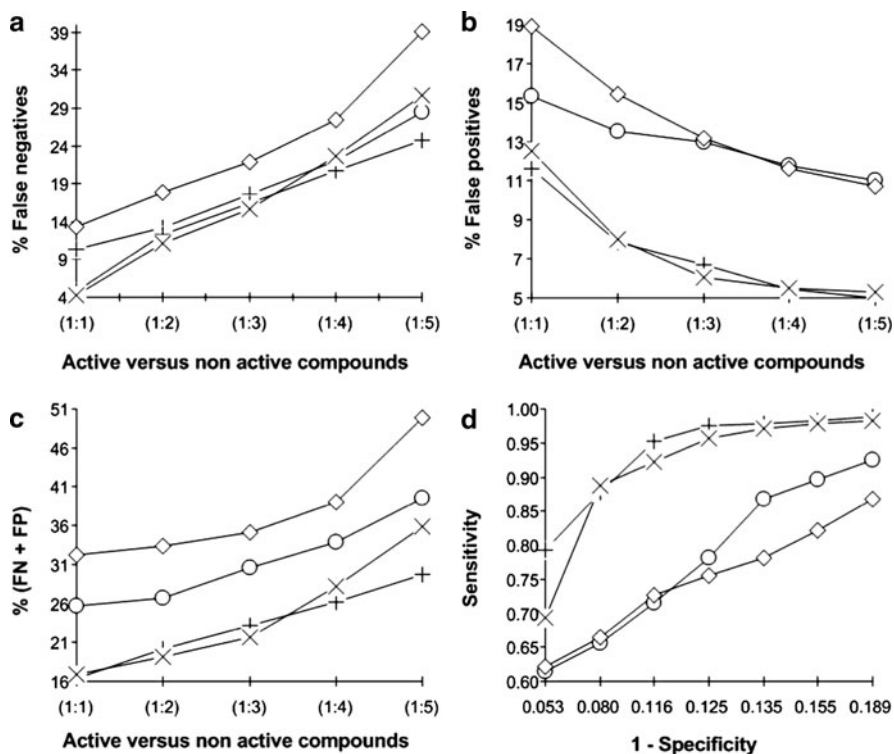 a
% False negatives
39
34
29
24
19
14
9
4
(1:1) (1:2) (1:3) (1:4) (1:5)
Active versus non active compounds
b
% False positives
19
17
15
13
11
9
7
5
(1:1) (1:2) (1:3) (1:4) (1:5)
Active versus non active compounds
c
% (FN + FP)
51
46
41
36
31
26
21
16
(1:1) (1:2) (1:3) (1:4) (1:5)
Active versus non active compounds
d
Sensitivity
1.00
0.95
0.90
0.85
0.80
0.75
0.70
0.65
0.60
0.053 0.080 0.116 0.125 0.135 0.155 0.189
1 - Specificity